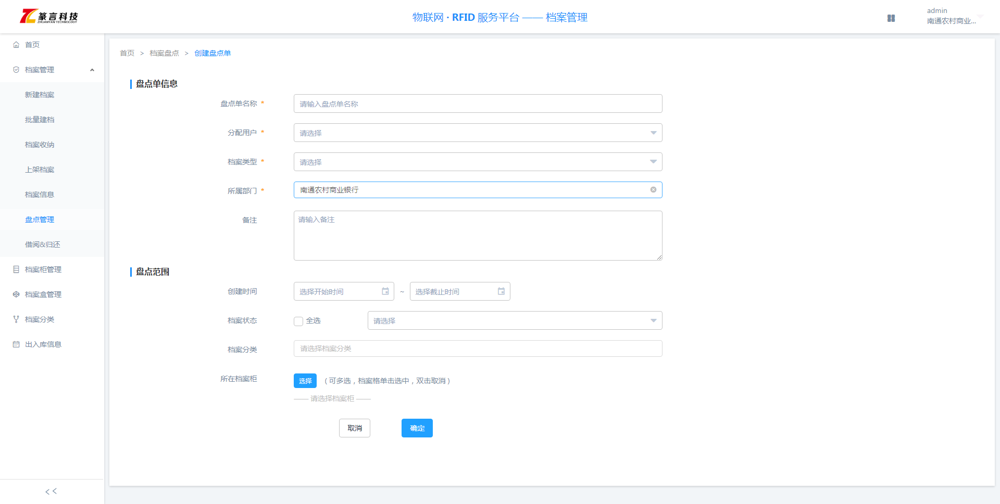 篆言科技
ZHUANYAN TECHNOLOGY
物联网 · RFID 服务平台 —— 档案管理
admin
南通农村商业...
首页
档案管理
新建档案
批量建档
档案收纳
上架档案
档案信息
盘点管理
借阅&归还
档案柜管理
档案盒管理
档案分类
出入库信息
<<
首页 > 档案盘点 > 创建盘点单
盘点单信息
盘点单名称 * 请输入盘点单名称
分配用户 * 请选择
档案类型 * 请选择
所属部门 * 南通农村商业银行
备注 请输入备注
盘点范围
创建时间 选择开始时间 ~ 选择截止时间
档案状态 全选 请选择
档案分类 请选择档案分类
所在档案柜 选择 （可多选，档案格单击选中，双击取消）
—— 请选择档案柜 ——
取消 确定